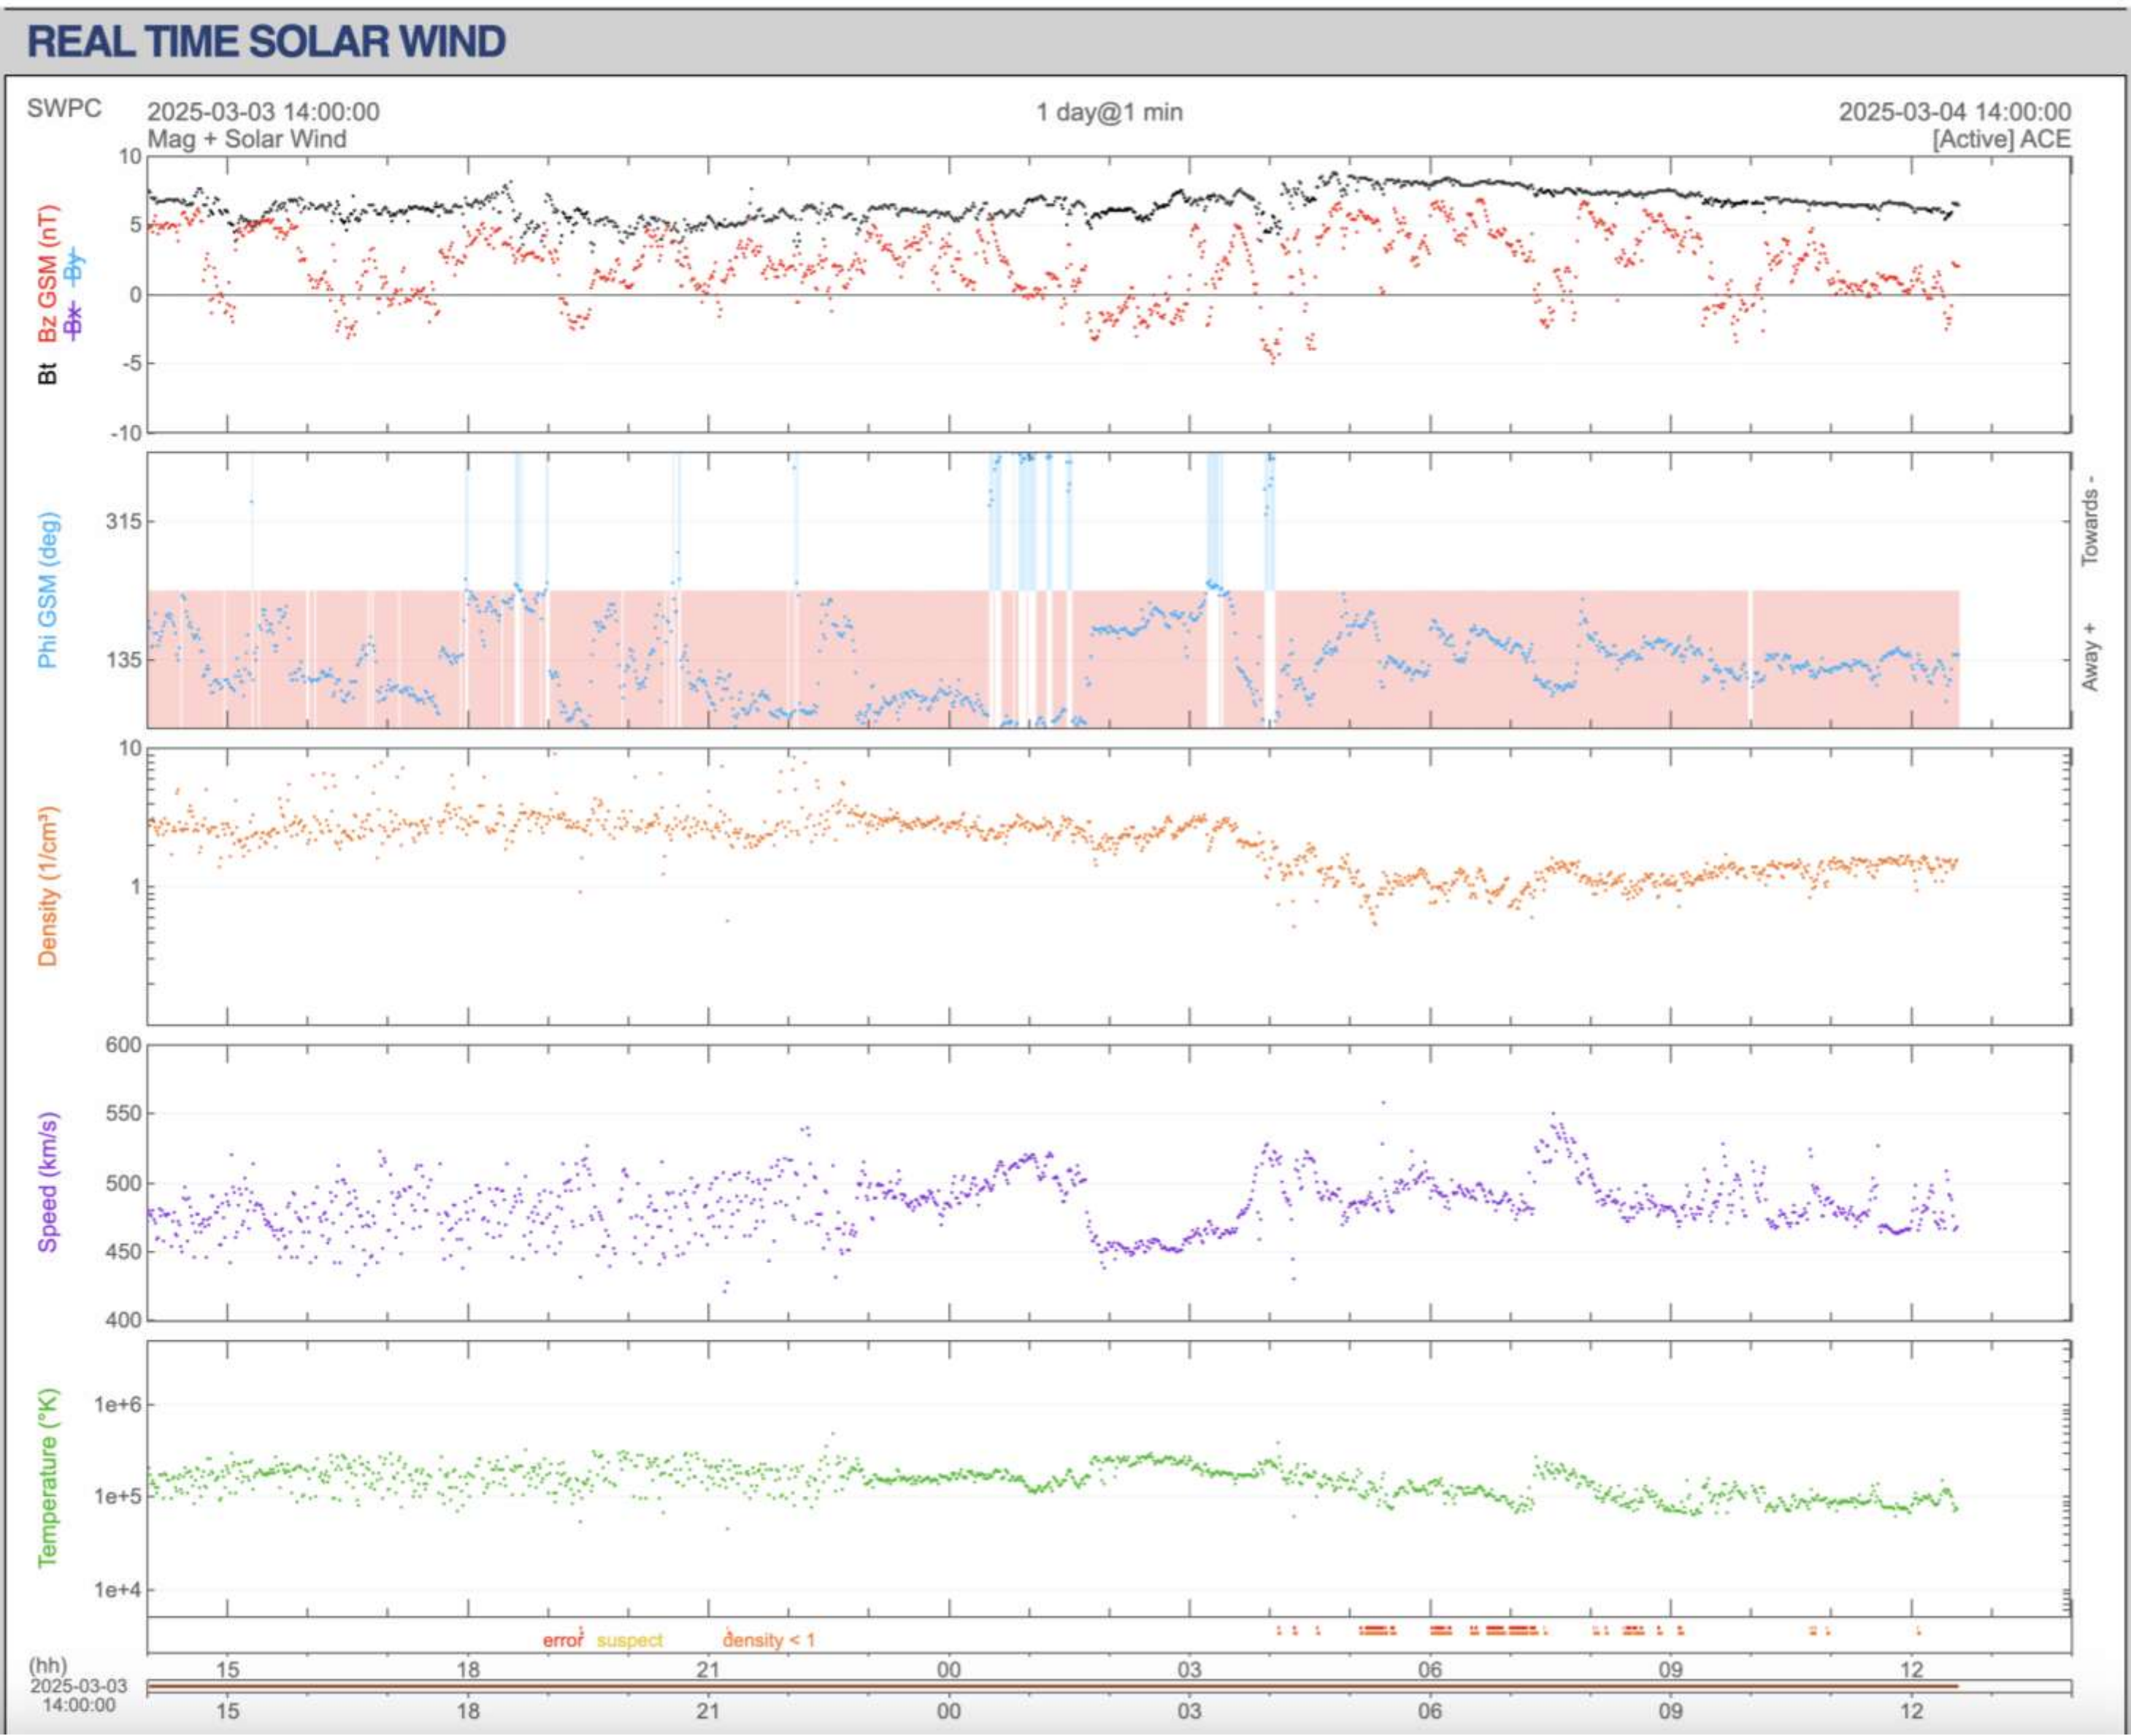 REAL TIME SOLAR WIND
SWPC
2025-03-03 14:00:00
1 day@1 min
2025-03-04 14:00:00
Mag + Solar Wind
[Active] ACE
Bt Bz GSM (nT)
Bx By
10
5
0
-5
-10
Phi GSM (deg)
315
135
Towards -
Away +
Density (1/cm³)
10
1
Speed (km/s)
600
550
500
450
400
Temperature (°K)
1e+6
1e+5
1e+4
error suspect density < 1
(hh)
15 18 21 00 03 06 09 12
2025-03-03
14:00:00
15 18 21 00 03 06 09 12